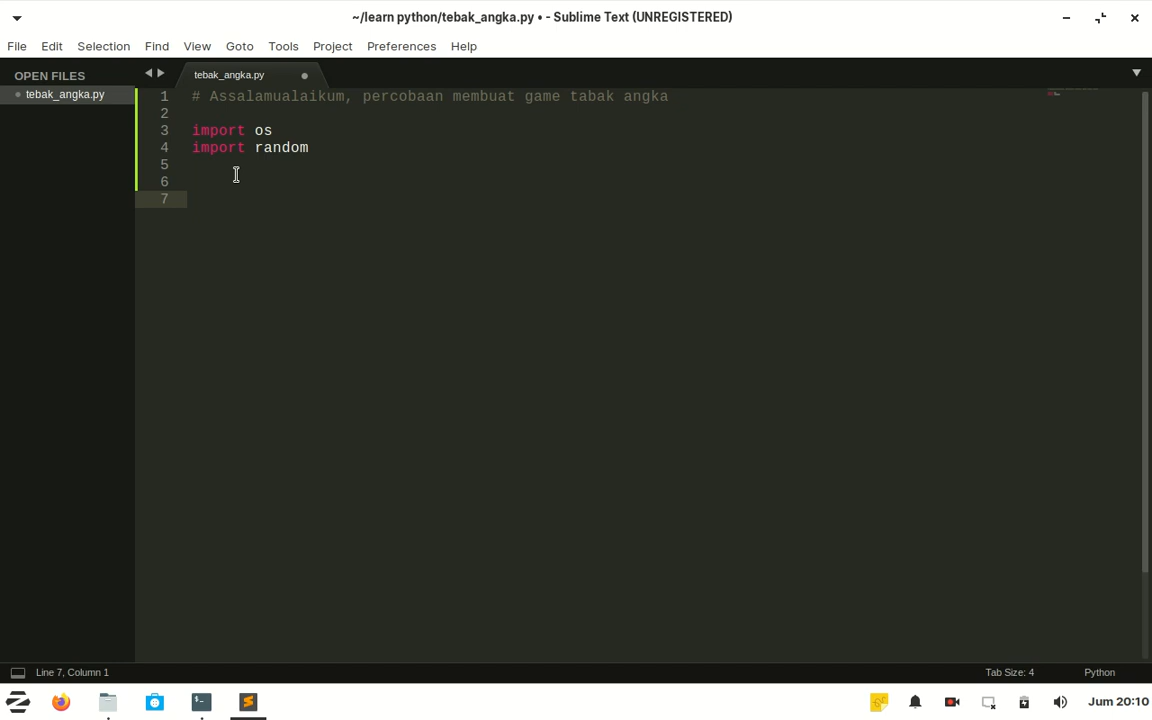 ~/learn python/tebak_angka.py • - Sublime Text (UNREGISTERED)
File Edit Selection Find View Goto Tools Project Preferences Help
OPEN FILES
tebak_angka.py
tebak_angka.py
1 # Assalamualaikum, percobaan membuat game tabak angka
2
3 import os
4 import random
5
6
7
Line 7, Column 1
Tab Size: 4
Python
Jum 20:10